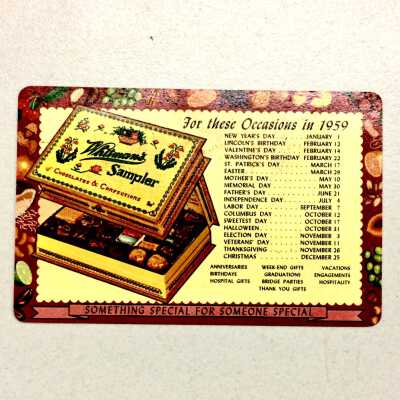 Whitman's
Sampler
CHOCOLATES & CONFECTIONS
For these Occasions in 1959
NEW YEAR'S DAY . . . . JANUARY 1
LINCOLN'S BIRTHDAY . . FEBRUARY 12
VALENTINE'S DAY . . . . FEBRUARY 14
WASHINGTON'S BIRTHDAY FEBRUARY 22
ST. PATRICK'S DAY . . . . MARCH 17
EASTER . . . . MARCH 29
MOTHER'S DAY . . . . MAY 10
MEMORIAL DAY . . . . MAY 30
FATHER'S DAY . . . . JUNE 21
INDEPENDENCE DAY . . . . JULY 4
LABOR DAY . . . . SEPTEMBER 7
COLUMBUS DAY . . . . OCTOBER 12
SWEETEST DAY . . . . OCTOBER 17
HALLOWEEN . . . . OCTOBER 31
ELECTION DAY . . . . NOVEMBER 3
VETERANS' DAY . . . . NOVEMBER 11
THANKSGIVING . . . . NOVEMBER 26
CHRISTMAS . . . . DECEMBER 25
ANNIVERSARIES WEEK-END GIFTS VACATIONS
BIRTHDAYS GRADUATIONS ENGAGEMENTS
HOSPITAL GIFTS BRIDGE PARTIES HOSPITALITY
THANK YOU GIFTS
SOMETHING SPECIAL FOR SOMEONE SPECIAL